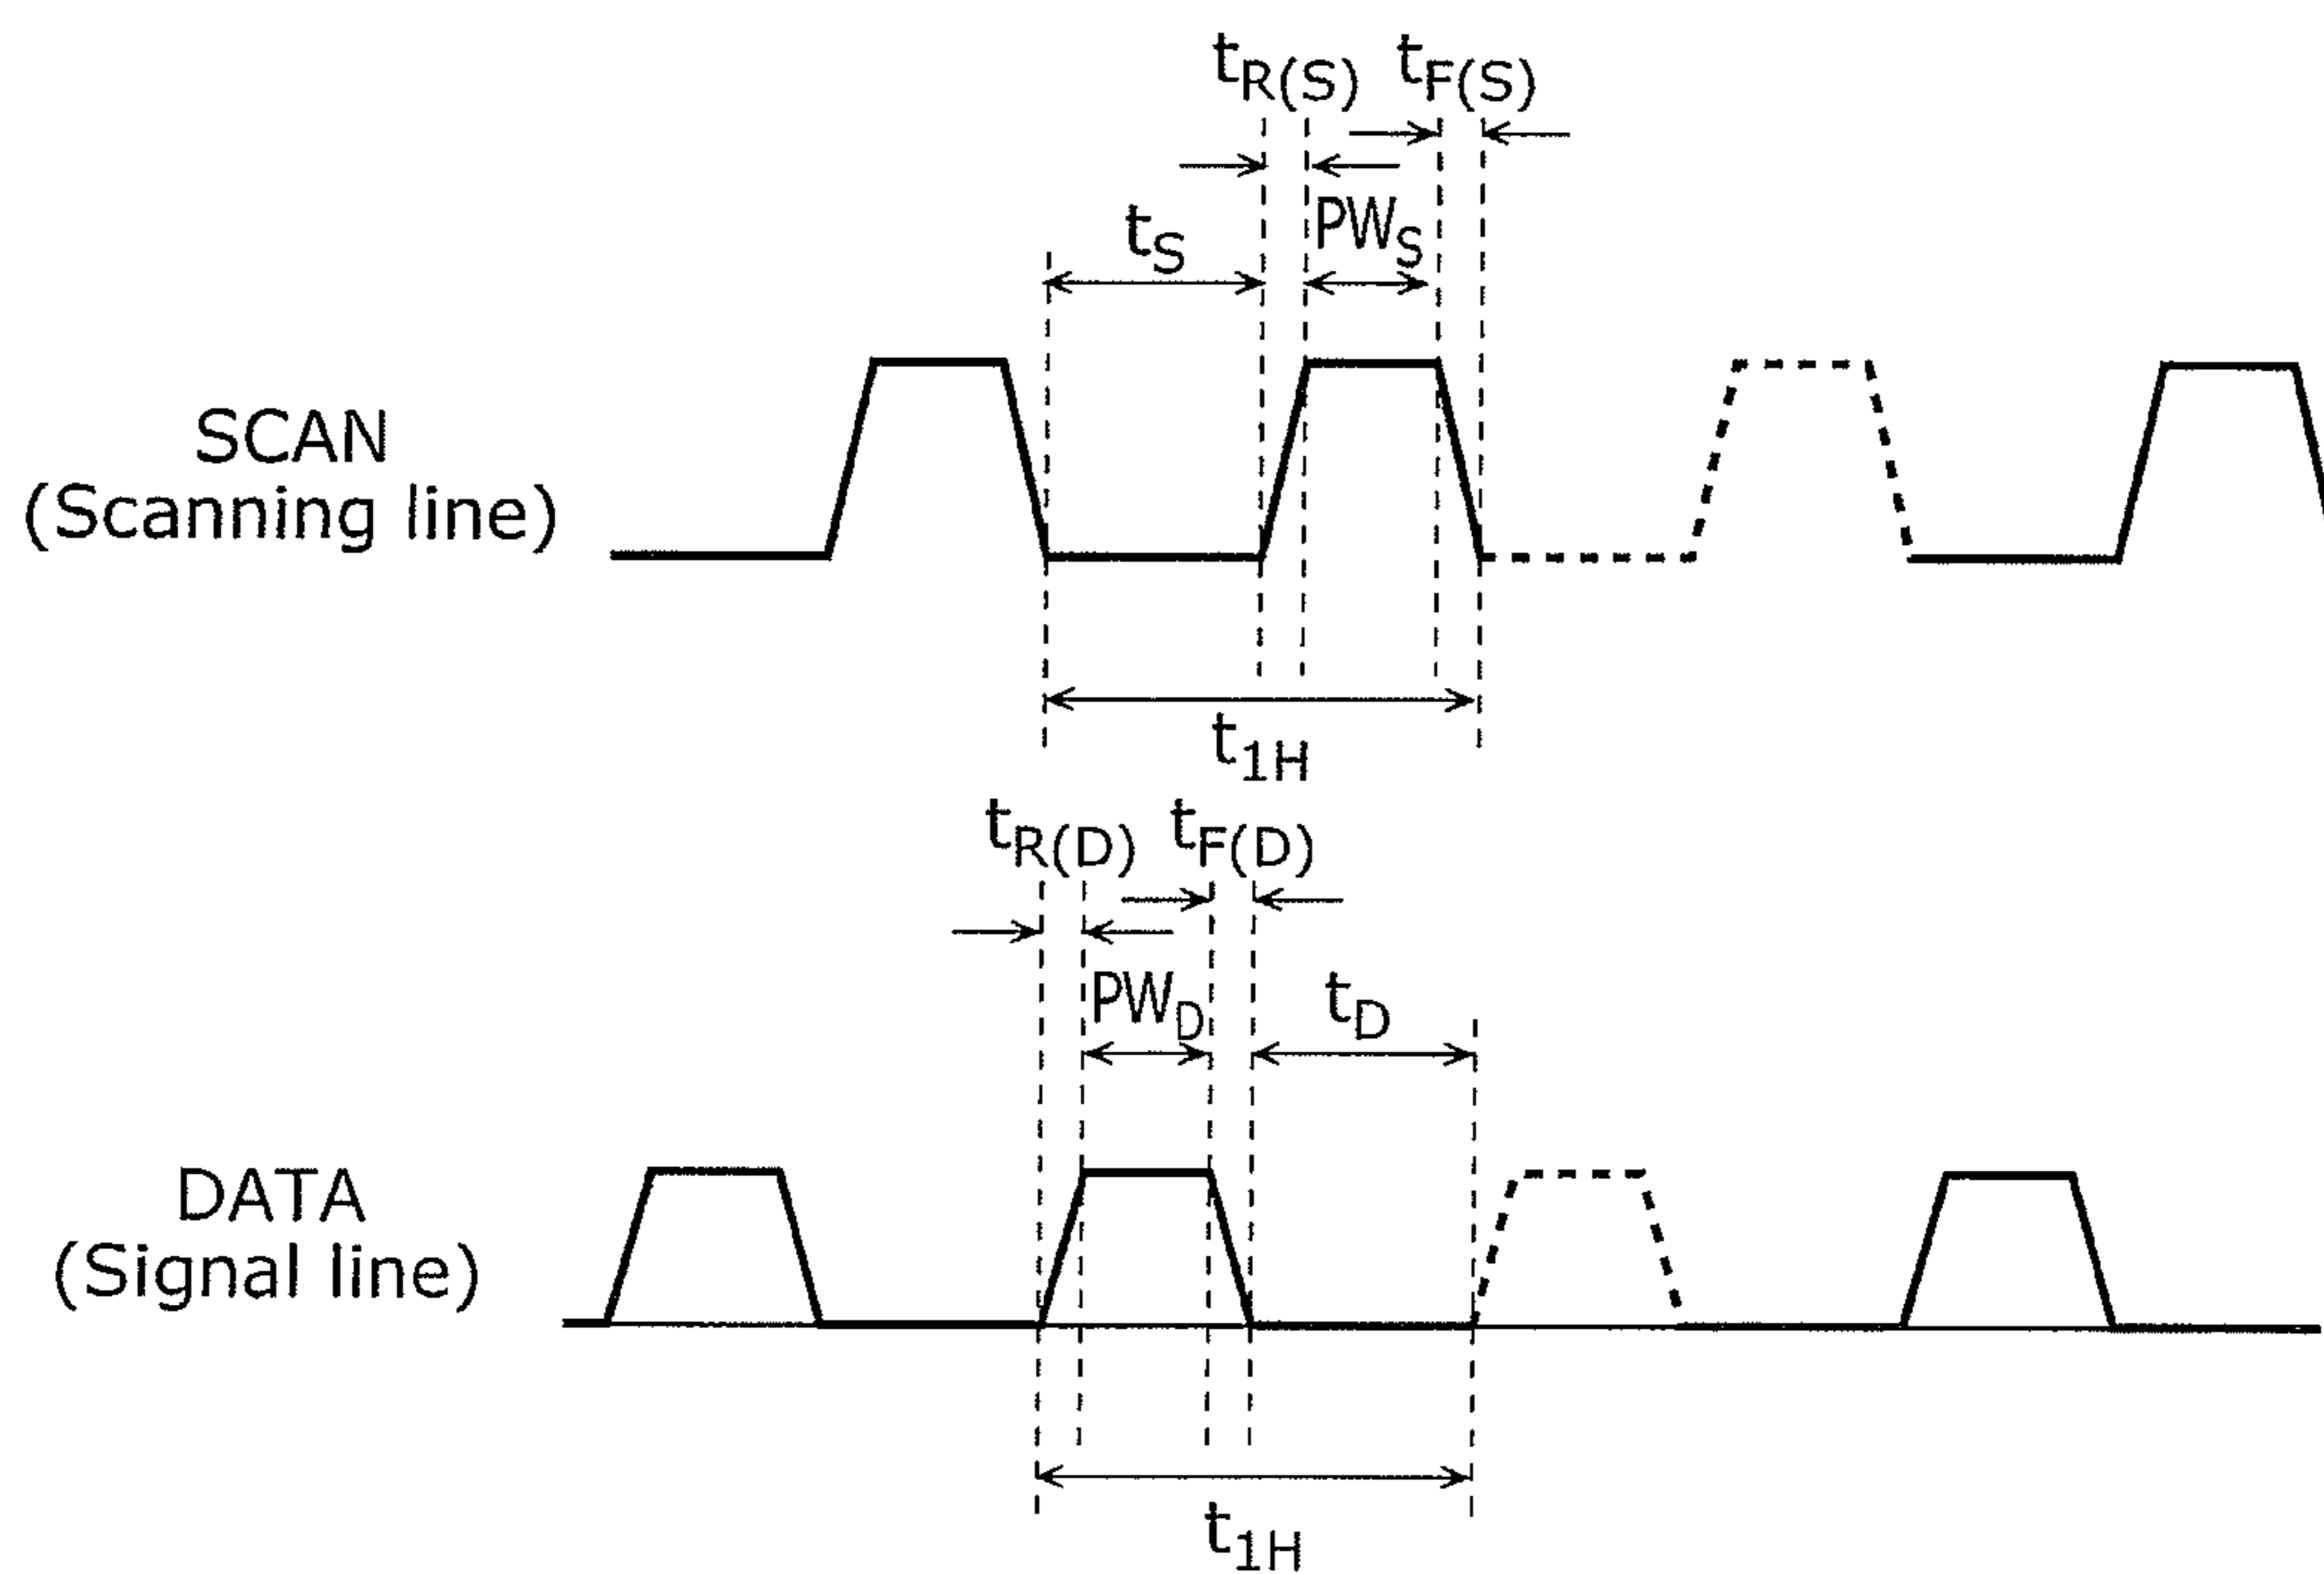 tR(S) tF(S)
tS PWS
SCAN
(Scanning line)
t1H
tR(D) tF(D)
PWD tD
DATA
(Signal line)
t1H